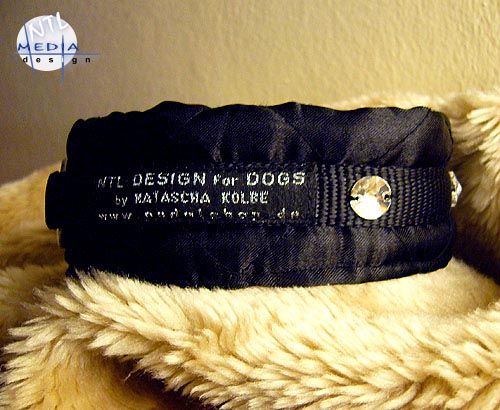 NTL
MEDIA
design
NTL DESIGN for DOGS
by NATASCHA KOLBE